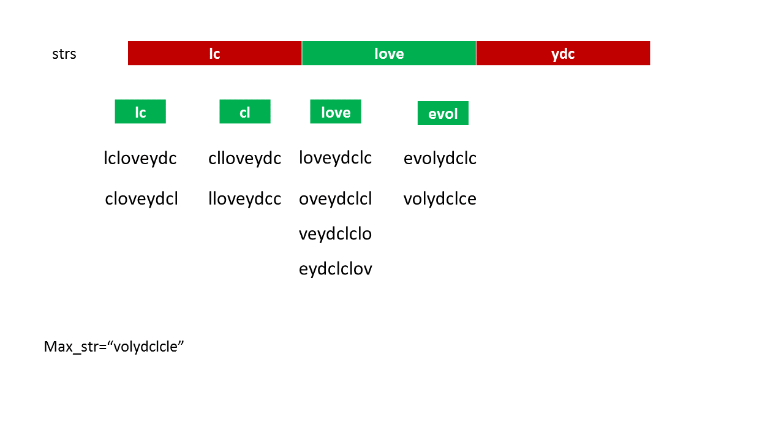 strs lc love ydc
lc cl love evol
lcloveydc clloveydc loveydclc evolydclc
cloveydcl lloveydcc oveydclcl volydclce
veydclclo
eydclclov
Max_str=“volydclcle”